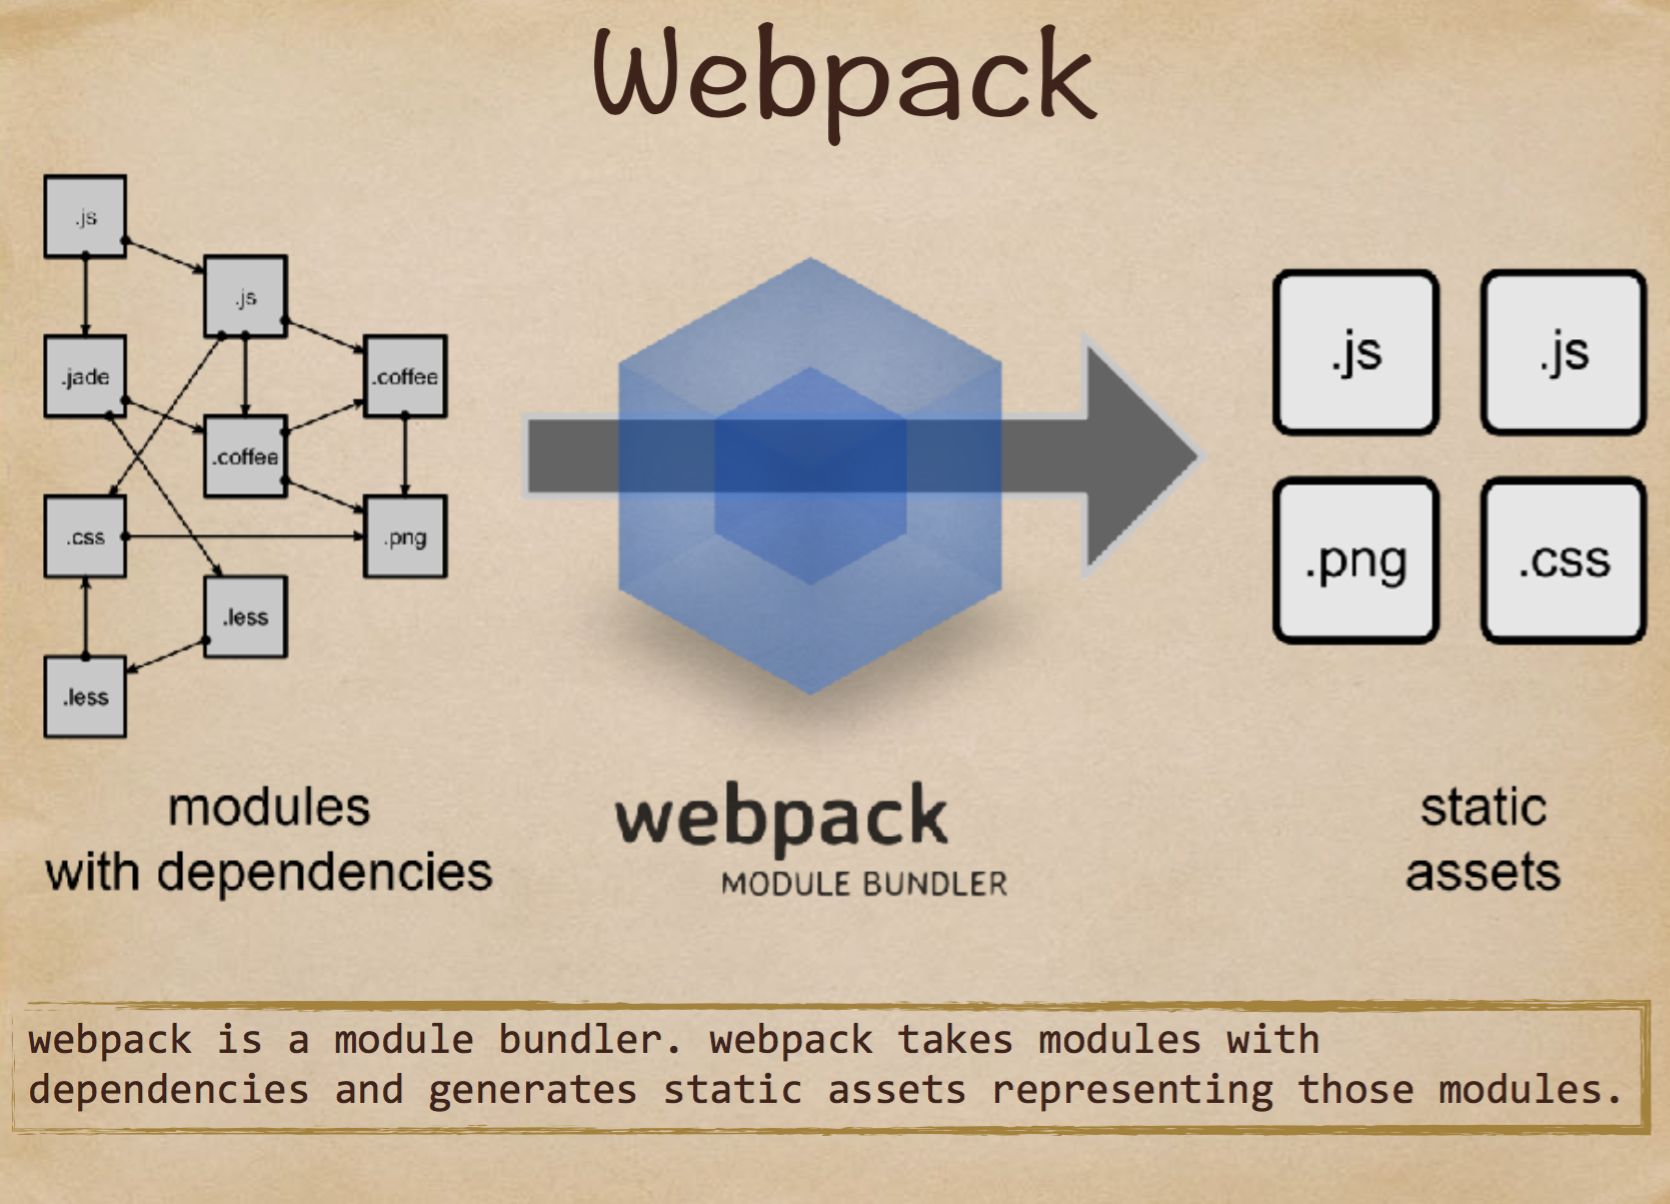 Webpack
.js
.js
.jade
.coffee
.coffee
.css
.png
.less
.less
modules
with dependencies
webpack
MODULE BUNDLER
.js
.js
.png
.css
static
assets
webpack is a module bundler. webpack takes modules with
dependencies and generates static assets representing those modules.